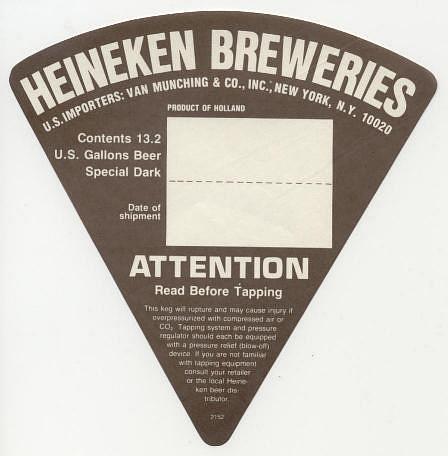 HEINEKEN BREWERIES
U.S. IMPORTERS: VAN MUNCHING & CO., INC., NEW YORK, N.Y. 10020
PRODUCT OF HOLLAND
Contents 13.2
U.S. Gallons Beer
Special Dark
Date of
shipment
ATTENTION
Read Before Tapping
This keg will rupture and may cause injury if
overpressurized with compressed air or
CO₂. Tapping system and pressure
regulator should each be equipped
with a pressure relief (blow-off)
device. If you are not familiar
with tapping equipment
consult your retailer
or the local Heine-
ken beer dis-
tributor.
2152